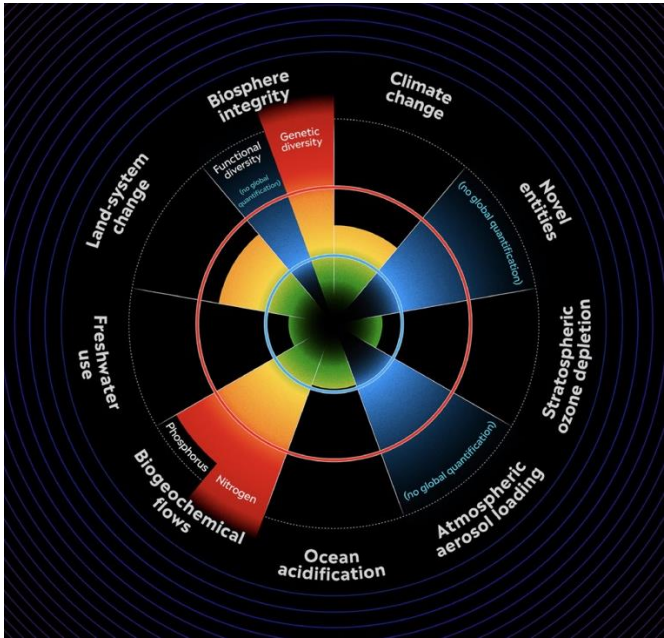 Biosphere
integrity
Climate
change
Genetic
diversity
Functional
diversity
(no global
quantification)
Novel
entities
(no global quantification)
Land-system
change
Freshwater
use
Stratospheric
ozone depletion
Phosphorus
Nitrogen
Biogeochemical
flows
(no global quantification)
Atmospheric
aerosol loading
Ocean
acidification